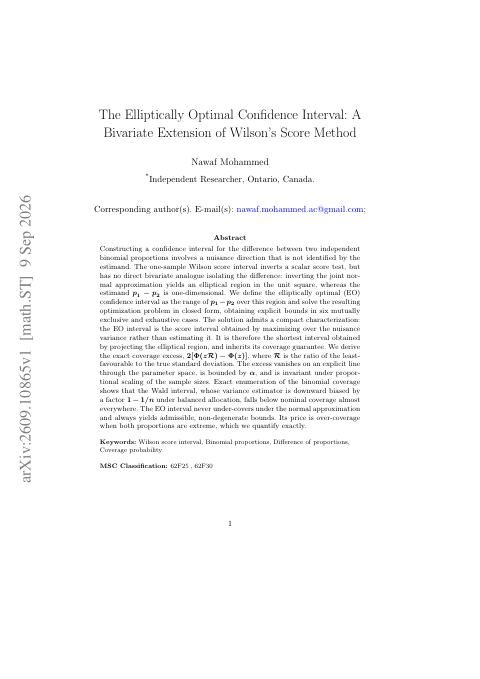 The Elliptically Optimal Confidence Interval: A
Bivariate Extension of Wilson's Score Method
Nawaf Mohammed
*Independent Researcher, Ontario, Canada.
Corresponding author(s). E-mail(s): nawaf.mohammed.ac@gmail.com;
Abstract
Constructing a confidence interval for the difference between two independent
binomial proportions involves a nuisance direction that is not identified by the
estimand. The one-sample Wilson score interval inverts a scalar score test, but
has no direct bivariate analogue isolating the difference: inverting the joint nor-
mal approximation yields an elliptical region in the unit square, whereas the
estimand p₁ − p₂ is one-dimensional. We define the elliptically optimal (EO)
confidence interval as the range of p₁−p₂ over this region and solve the resulting
optimization problem in closed form, obtaining explicit bounds in six mutually
exclusive and exhaustive cases. The solution admits a compact characterization:
the EO interval is the score interval obtained by maximizing over the nuisance
variance rather than estimating it. It is therefore the shortest interval obtained
by projecting the elliptical region, and inherits its coverage guarantee. We derive
the exact coverage excess, 2[Φ(zR) − Φ(z)], where R is the ratio of the least-
favourable to the true standard deviation. The excess vanishes on an explicit line
through the parameter space, is bounded by α, and is invariant under propor-
tional scaling of the sample sizes. Exact enumeration of the binomial coverage
shows that the Wald interval, whose variance estimator is downward biased by
a factor 1 − 1/n under balanced allocation, falls below nominal coverage almost
everywhere. The EO interval never under-covers under the normal approximation
and always yields admissible, non-degenerate bounds. Its price is over-coverage
when both proportions are extreme, which we quantify exactly.
Keywords: Wilson score interval, Binomial proportions, Difference of proportions,
Coverage probability
MSC Classification: 62F25 , 62F30
1
arXiv:2609.10865v1 [math.ST] 9 Sep 2026